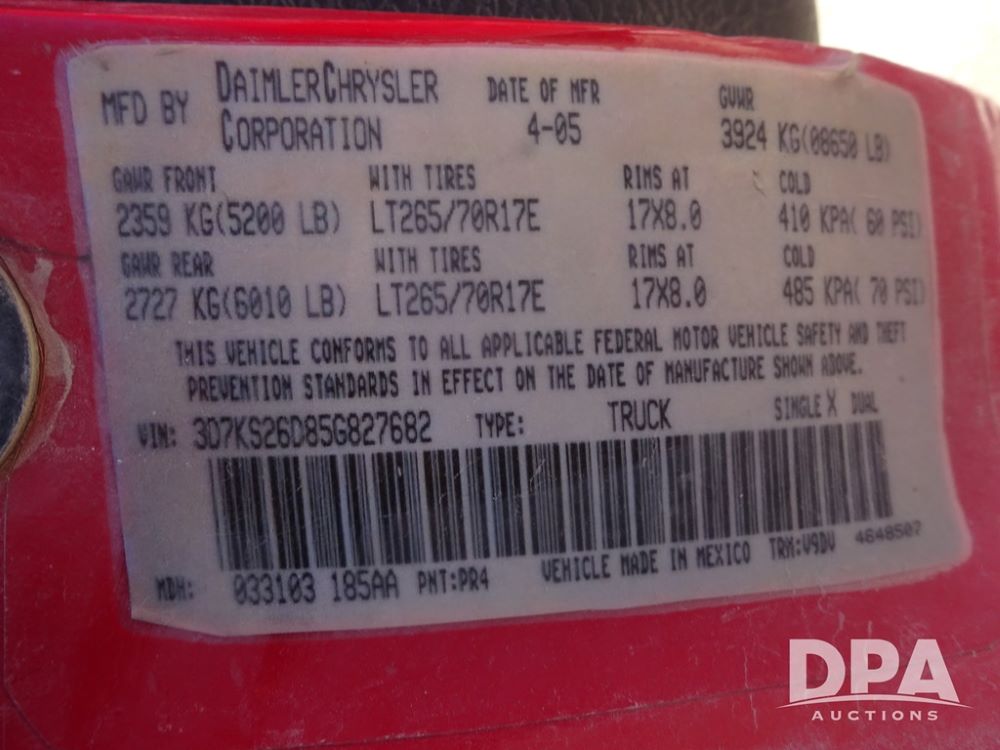 MFD BY DAIMLERCHRYSLER CORPORATION DATE OF MFR 4-05 GVWR 3924 KG(08650 LB)
GAWR FRONT WITH TIRES RIMS AT COLD
2359 KG(5200 LB) LT265/70R17E 17X8.0 410 KPA( 60 PSI)
GAWR REAR WITH TIRES RIMS AT COLD
2727 KG(6010 LB) LT265/70R17E 17X8.0 485 KPA( 70 PSI)
THIS VEHICLE CONFORMS TO ALL APPLICABLE FEDERAL MOTOR VEHICLE SAFETY AND THEFT
PREVENTION STANDARDS IN EFFECT ON THE DATE OF MANUFACTURE SHOWN ABOVE.
VIN: 3D7KS26D85G827682 TYPE: TRUCK SINGLE X DUAL
MDH: 033103 185AA PNT:PR4 VEHICLE MADE IN MEXICO TRM:V9DV 4648502
DPA
AUCTIONS